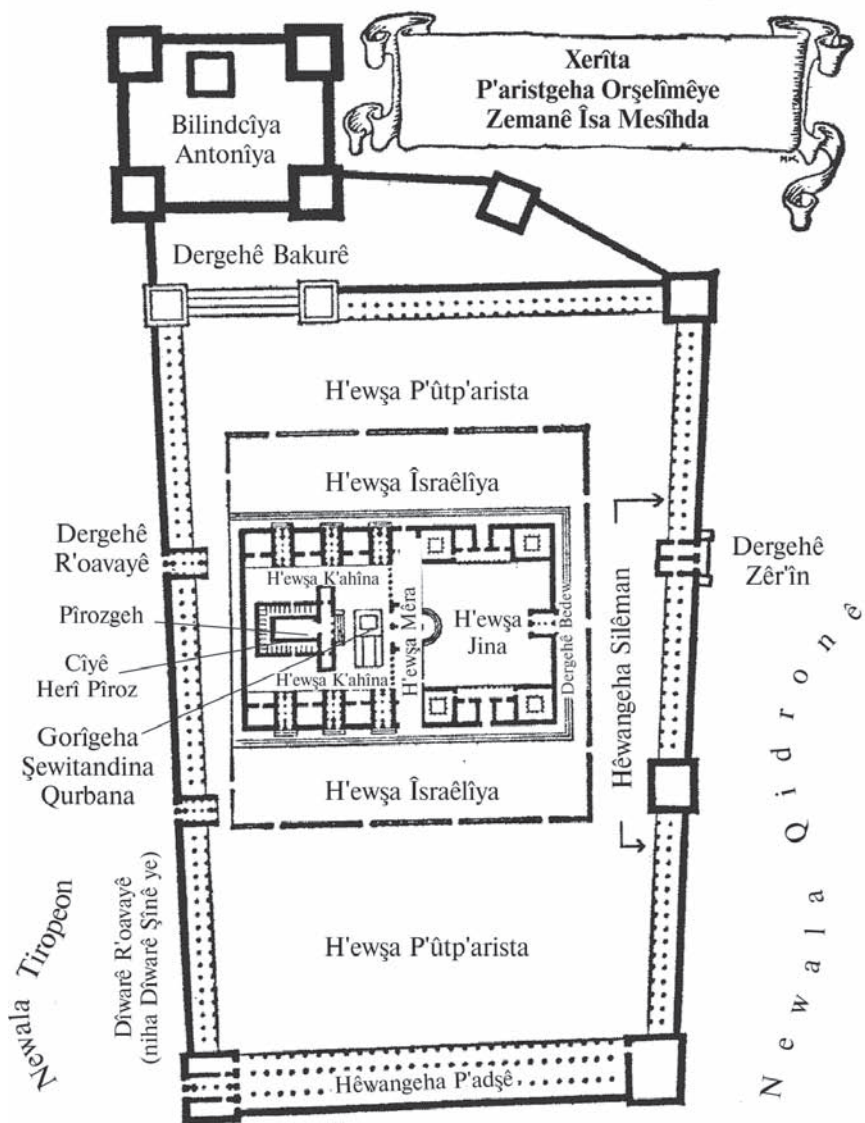 Xerîta
P'aristgeha Orşelîmêye
Zemanê Îsa Mesîhda
Bilindcîya
Antonîya
Dergehê Bakurê
H'ewşa P'ûtp'arista
H'ewşa Îsraêlîya
Dergehê
R'oavayê
Pîrozgeh
Cîyê
Herî Pîroz
Gorîgeha
Şewitandina
Qurbana
H'ewşa K'ahîna
H'ewşa K'ahîna
H'ewşa Mêra
H'ewşa
Jina
Dergehê Bedew
Hêwangeha Silêman
Dergehê
Zêr'în
H'ewşa Îsraêlîya
H'ewşa P'ûtp'arista
Newala Tiropeon
Dîwarê R'oavayê
(niha Dîwarê Şînê ye)
Newala Qidronê
Hêwangeha P'adşê